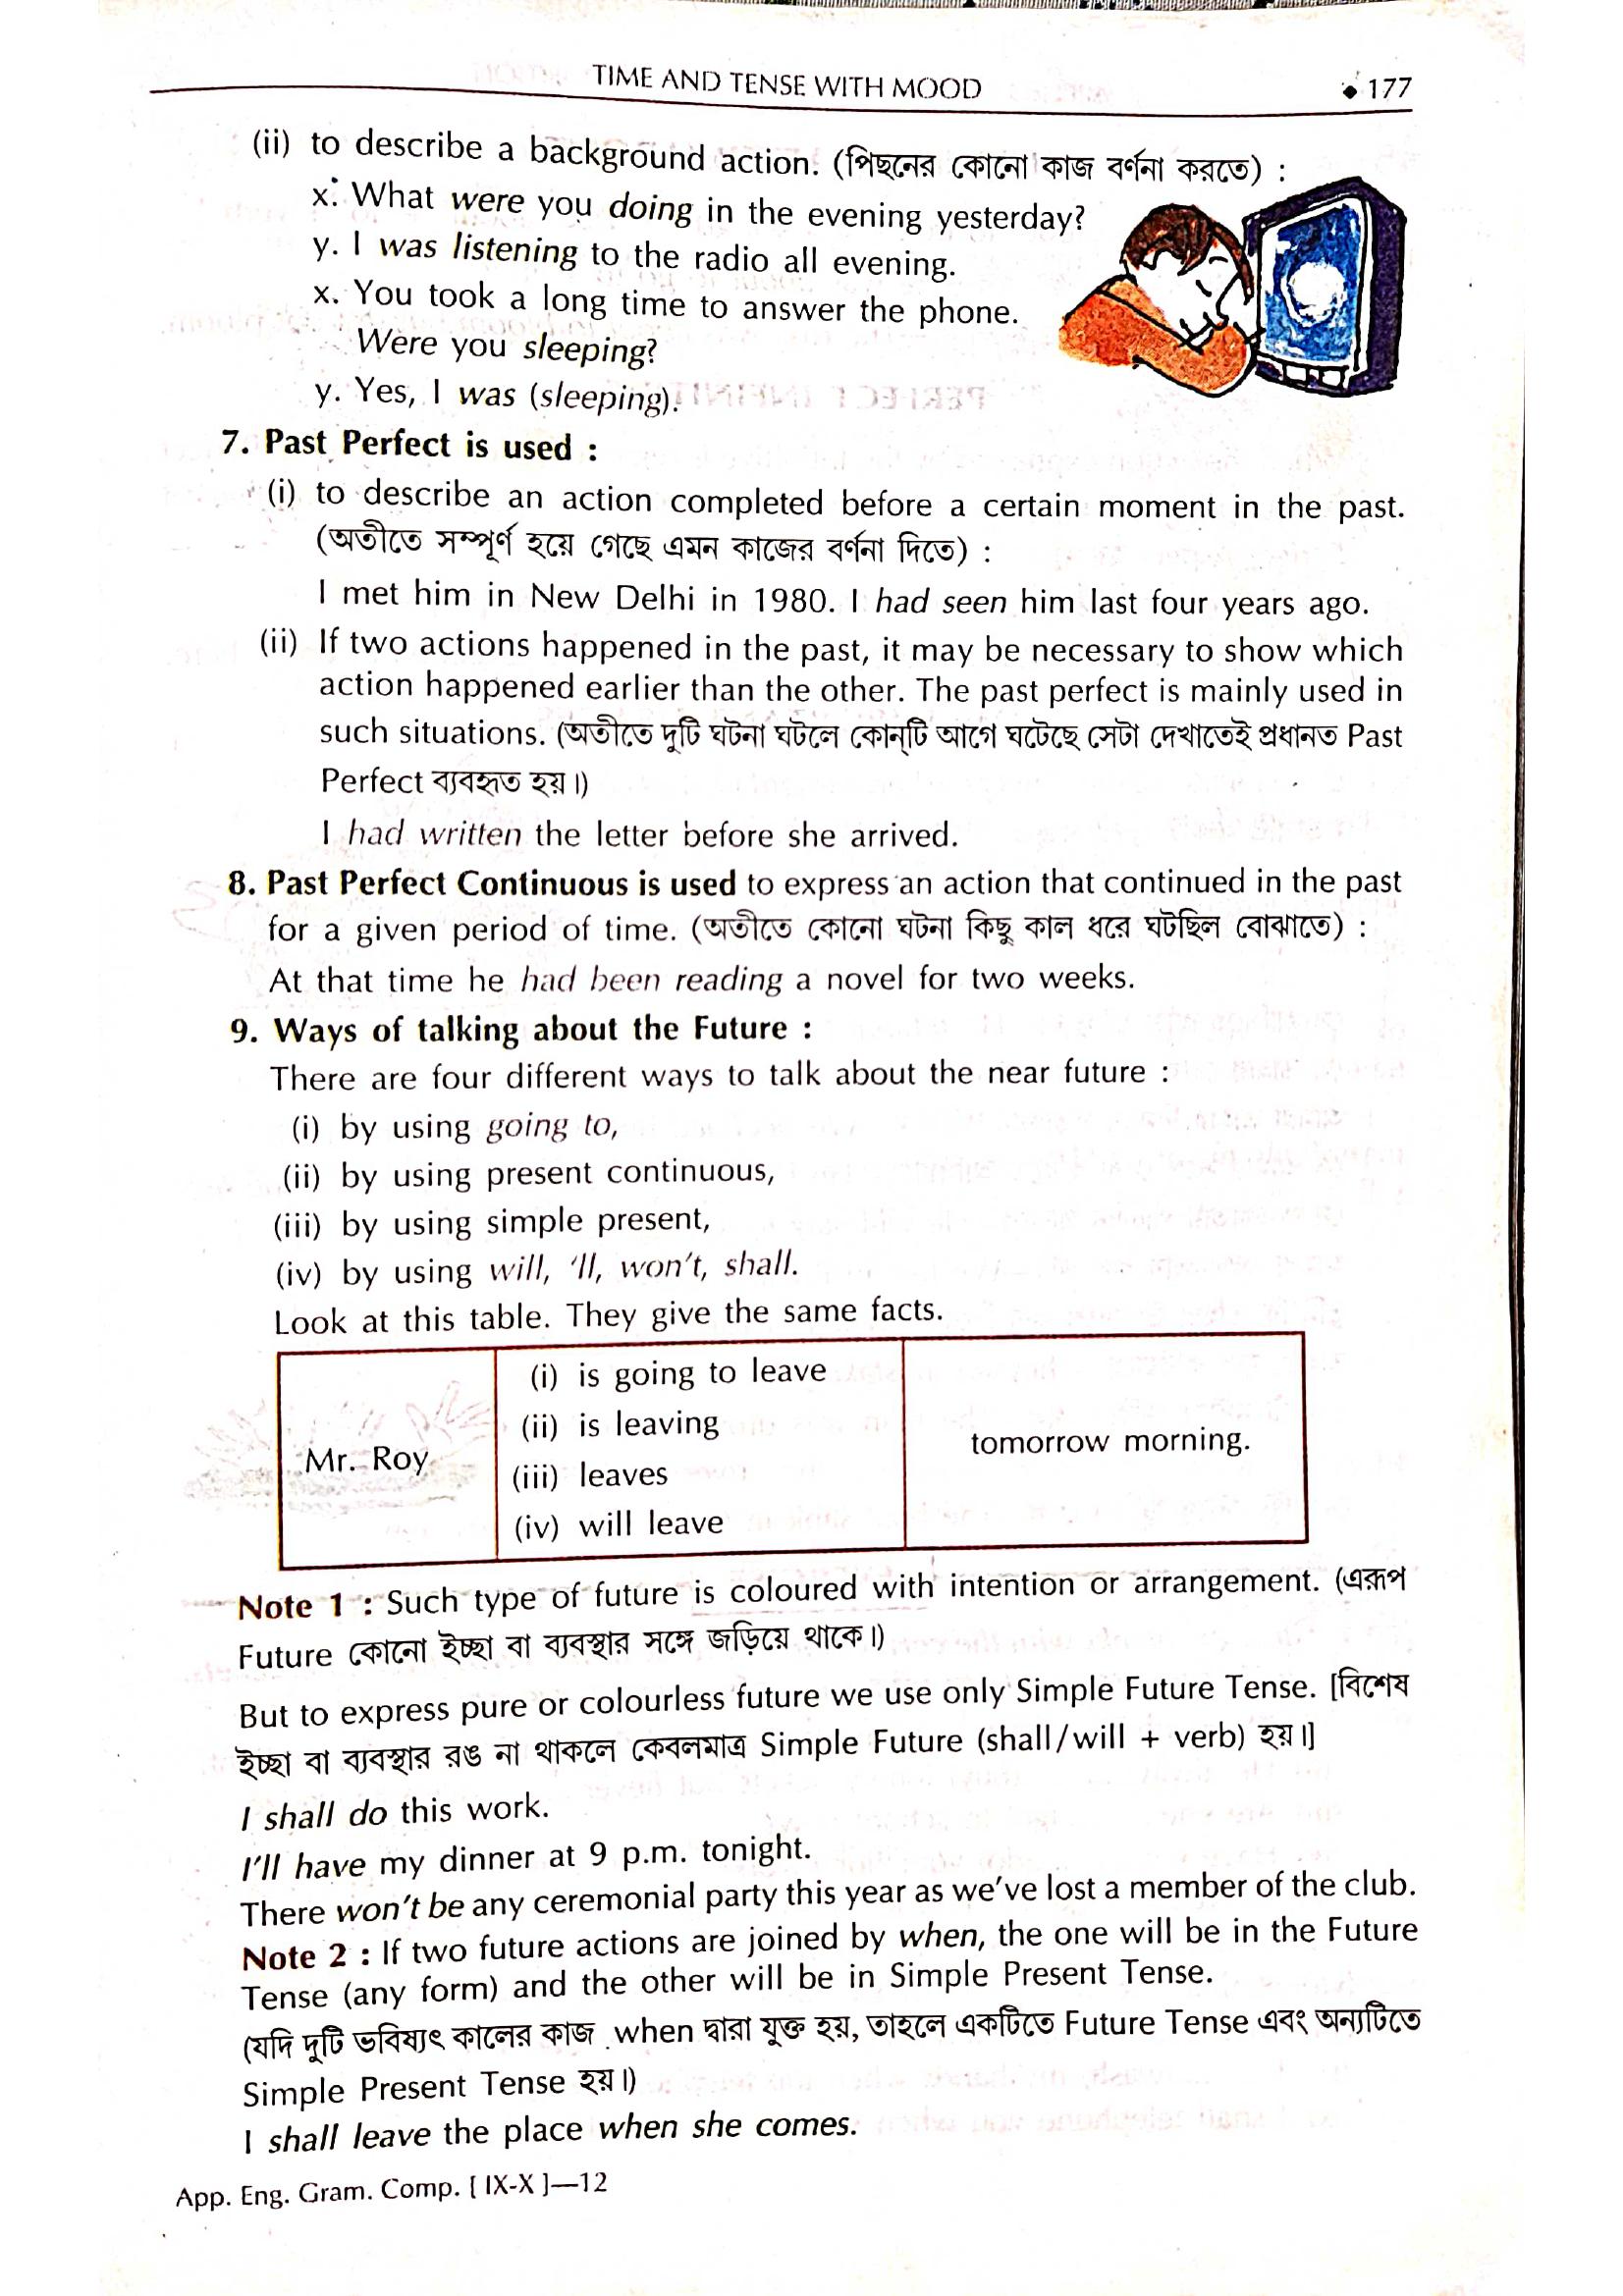 TIME AND TENSE WITH MOOD ◆ 177
(ii) to describe a background action. (পিছনের কোনো কাজ বর্ণনা করতে) :
x. What were you doing in the evening yesterday?
y. I was listening to the radio all evening.
x. You took a long time to answer the phone.
Were you sleeping?
y. Yes, I was (sleeping).
7. Past Perfect is used :
(i) to describe an action completed before a certain moment in the past.
(অতীতে সম্পূর্ণ হয়ে গেছে এমন কাজের বর্ণনা দিতে) :
I met him in New Delhi in 1980. I had seen him last four years ago.
(ii) If two actions happened in the past, it may be necessary to show which
action happened earlier than the other. The past perfect is mainly used in
such situations. (অতীতে দুটি ঘটনা ঘটলে কোন্‌টি আগে ঘটেছে সেটা দেখাতেই প্রধানত Past
Perfect ব্যবহৃত হয়।)
I had written the letter before she arrived.
8. Past Perfect Continuous is used to express an action that continued in the past
for a given period of time. (অতীতে কোনো ঘটনা কিছু কাল ধরে ঘটছিল বোঝাতে) :
At that time he had been reading a novel for two weeks.
9. Ways of talking about the Future :
There are four different ways to talk about the near future :
(i) by using going to,
(ii) by using present continuous,
(iii) by using simple present,
(iv) by using will, 'll, won't, shall.
Look at this table. They give the same facts.
(i) is going to leave
(ii) is leaving
Mr. Roy tomorrow morning.
(iii) leaves
(iv) will leave
Note 1 : Such type of future is coloured with intention or arrangement. (এরূপ
Future কোনো ইচ্ছা বা ব্যবস্থার সঙ্গে জড়িয়ে থাকে।)
But to express pure or colourless future we use only Simple Future Tense. [বিশেষ
ইচ্ছা বা ব্যবস্থার রঙ না থাকলে কেবলমাত্র Simple Future (shall/will + verb) হয়।]
I shall do this work.
I'll have my dinner at 9 p.m. tonight.
There won't be any ceremonial party this year as we've lost a member of the club.
Note 2 : If two future actions are joined by when, the one will be in the Future
Tense (any form) and the other will be in Simple Present Tense.
(যদি দুটি ভবিষ্যৎ কালের কাজ when দ্বারা যুক্ত হয়, তাহলে একটিতে Future Tense এবং অন্যটিতে
Simple Present Tense হয়।)
I shall leave the place when she comes.
App. Eng. Gram. Comp. [ IX-X ]—12